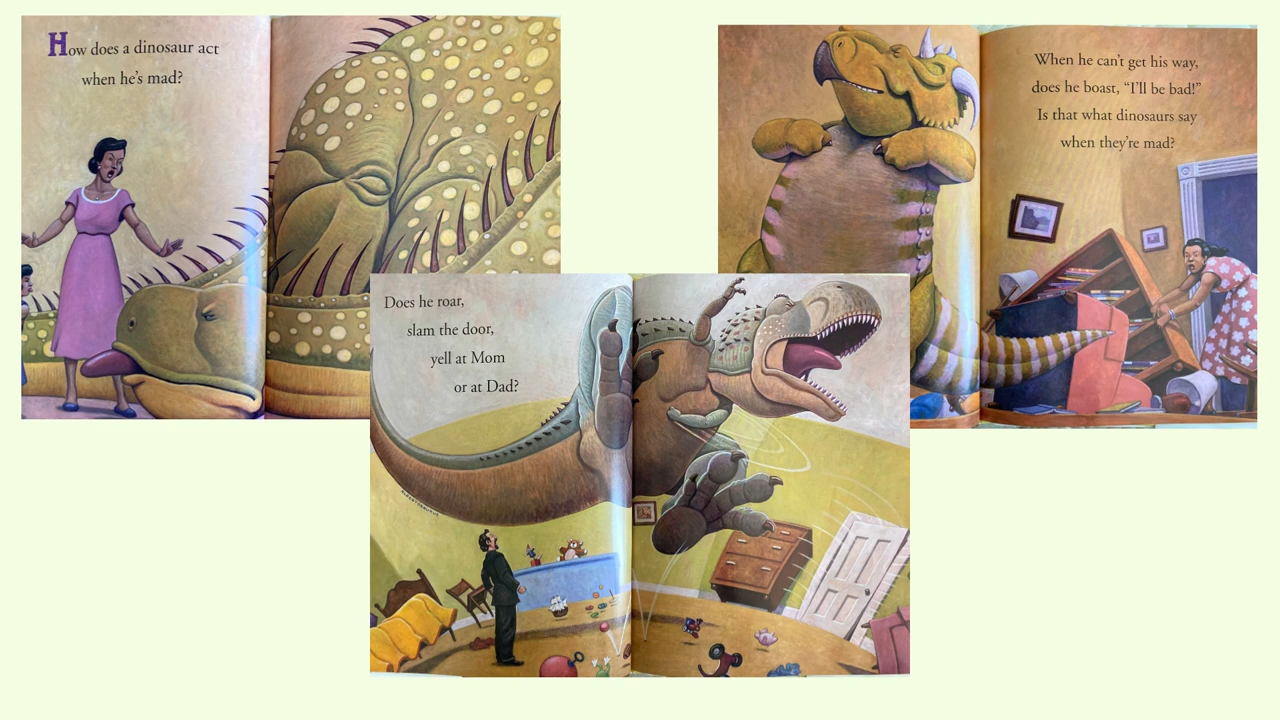 How does a dinosaur act
when he's mad?
When he can't get his way,
does he boast, “I'll be bad!”
Is that what dinosaurs say
when they're mad?
Does he roar,
slam the door,
yell at Mom
or at Dad?